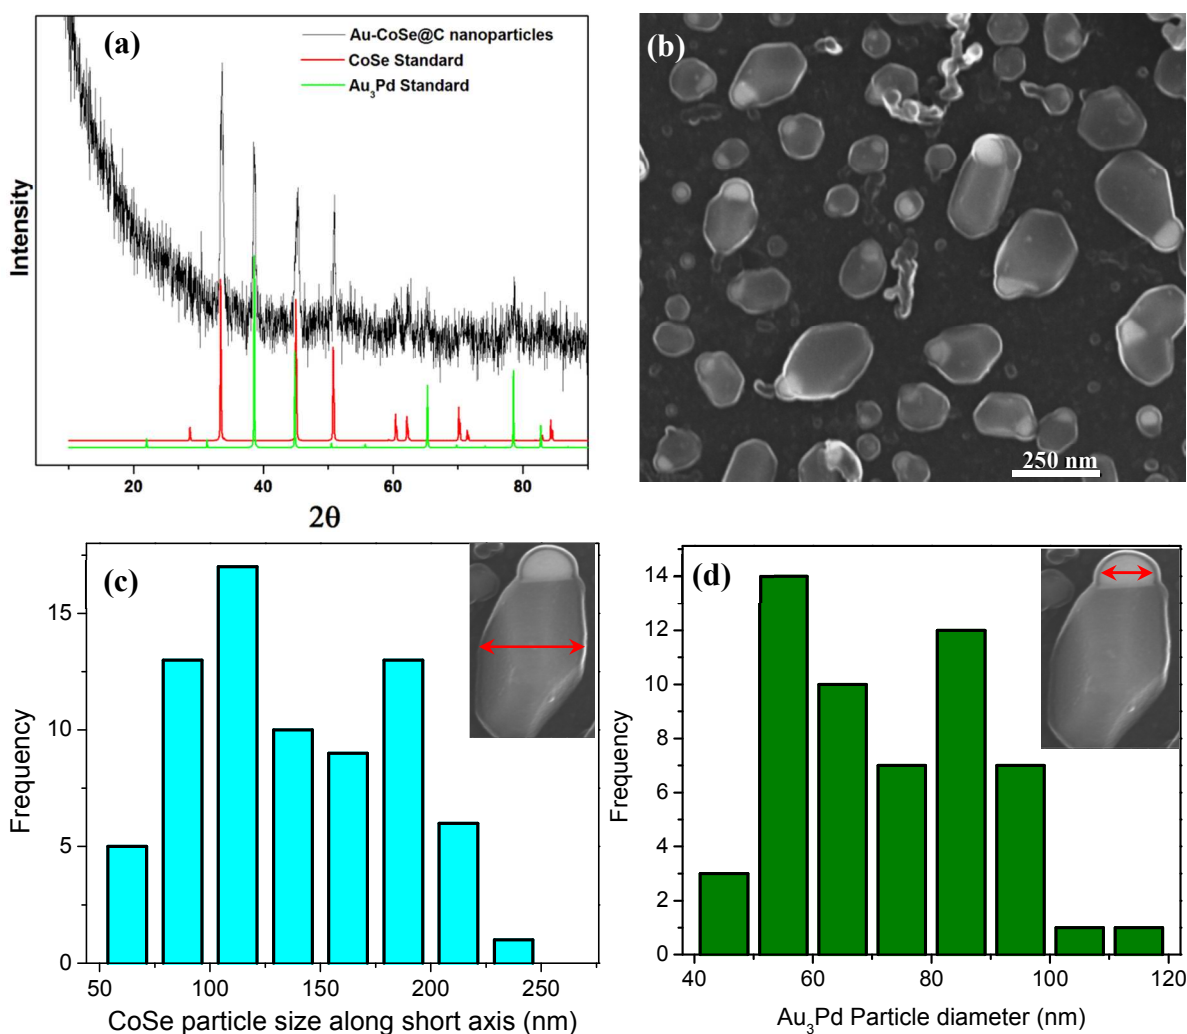 (a)
Au-CoSe@C nanoparticles
CoSe Standard
Au₃Pd Standard
Intensity
20 40 60 80
2θ
(b)
250 nm
(c)
15
10
5
0
Frequency
50 100 150 200 250
CoSe particle size along short axis (nm)
(d)
14
12
10
8
6
4
2
0
Frequency
40 60 80 100 120
Au₃Pd Particle diameter (nm)